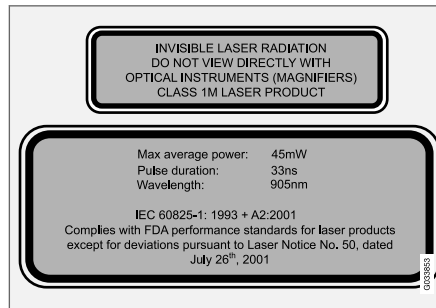 INVISIBLE LASER RADIATION
DO NOT VIEW DIRECTLY WITH
OPTICAL INSTRUMENTS (MAGNIFIERS)
CLASS 1M LASER PRODUCT
Max average power: 45mW
Pulse duration: 33ns
Wavelength: 905nm
IEC 60825-1: 1993 + A2:2001
Complies with FDA performance standards for laser products
except for deviations pursuant to Laser Notice No. 50, dated
July 26th, 2001
G033853